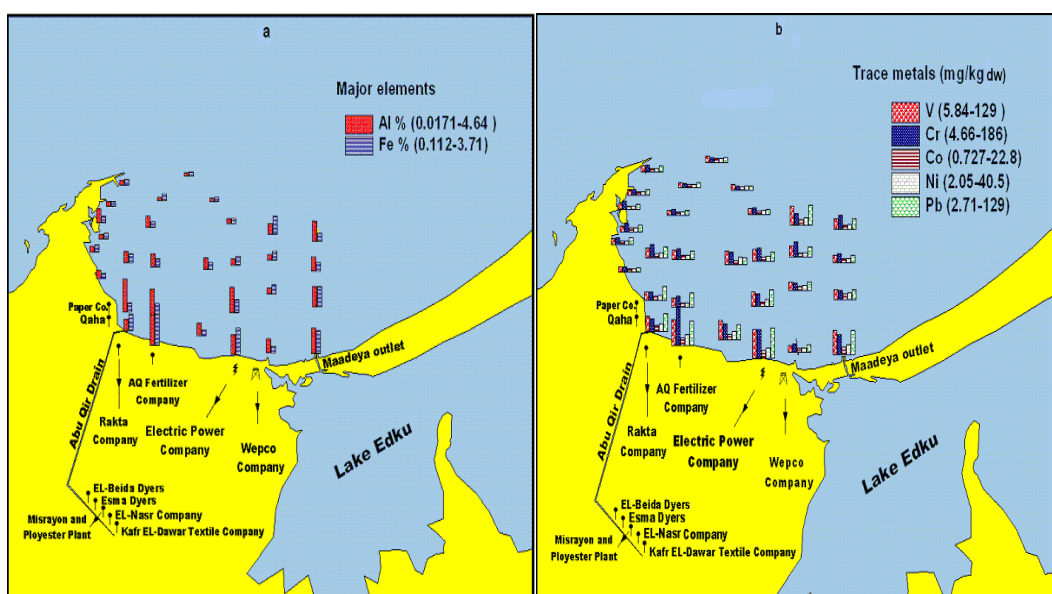 a
Major elements
Al % (0.0171-4.64 )
Fe % (0.112-3.71)
Paper Co.
Qaha
Maadeya outlet
Abu Qir Drain
AQ Fertilizer
Company
Rakta
Company
Electric Power
Company
Wepco
Company
Lake Edku
EL-Beida Dyers
Esma Dyers
Misrayon and
Ployester Plant
EL-Nasr Company
Kafr EL-Dawar Textile Company
b
Trace metals (mg/kg dw)
V (5.84-129 )
Cr (4.66-186)
Co (0.727-22.8)
Ni (2.05-40.5)
Pb (2.71-129)
Paper Co.
Qaha
Maadeya outlet
Abu Qir Drain
AQ Fertilizer
Company
Rakta
Company
Electric Power
Company
Wepco
Company
Lake Edku
EL-Beida Dyers
Esma Dyers
Misrayon and
Ployester Plant
EL-Nasr Company
Kafr EL-Dawar Textile Company